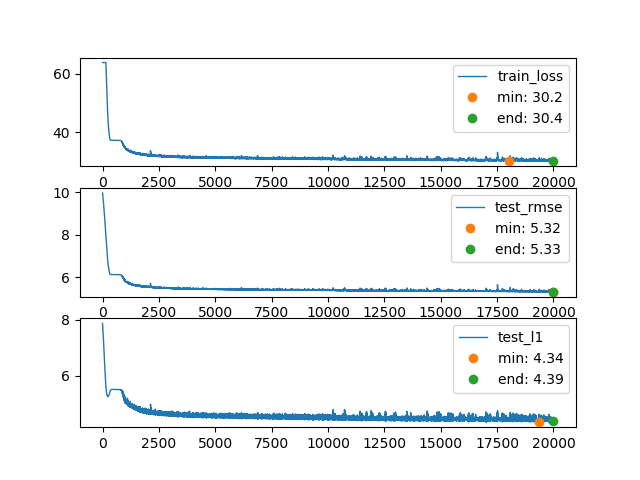 60
40
train_loss
min: 30.2
end: 30.4
0 2500 5000 7500 10000 12500 15000 17500 20000
10
8
6
test_rmse
min: 5.32
end: 5.33
0 2500 5000 7500 10000 12500 15000 17500 20000
8
6
test_l1
min: 4.34
end: 4.39
0 2500 5000 7500 10000 12500 15000 17500 20000